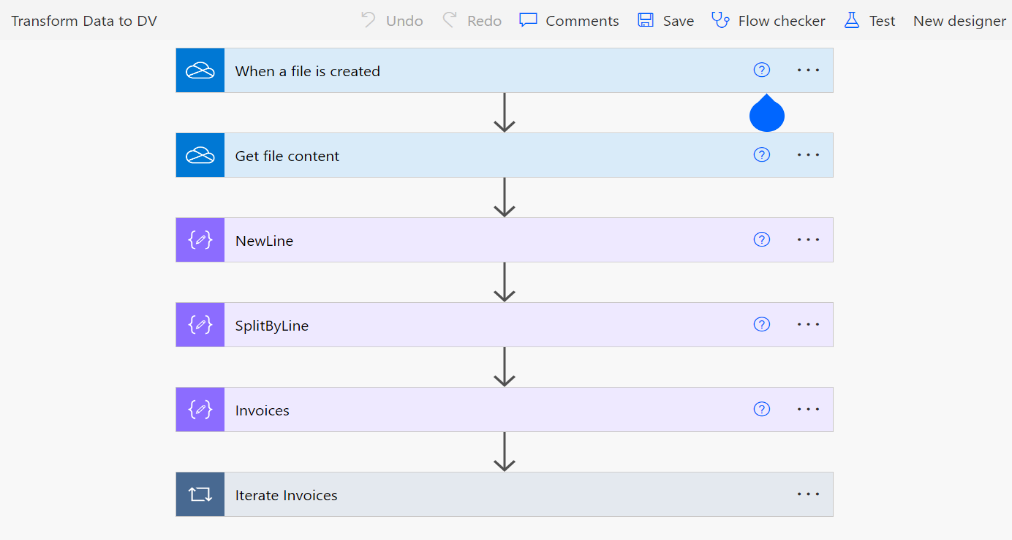 Transform Data to DV Undo Redo Comments Save Flow checker Test New designer
When a file is created
Get file content
NewLine
SplitByLine
Invoices
Iterate Invoices